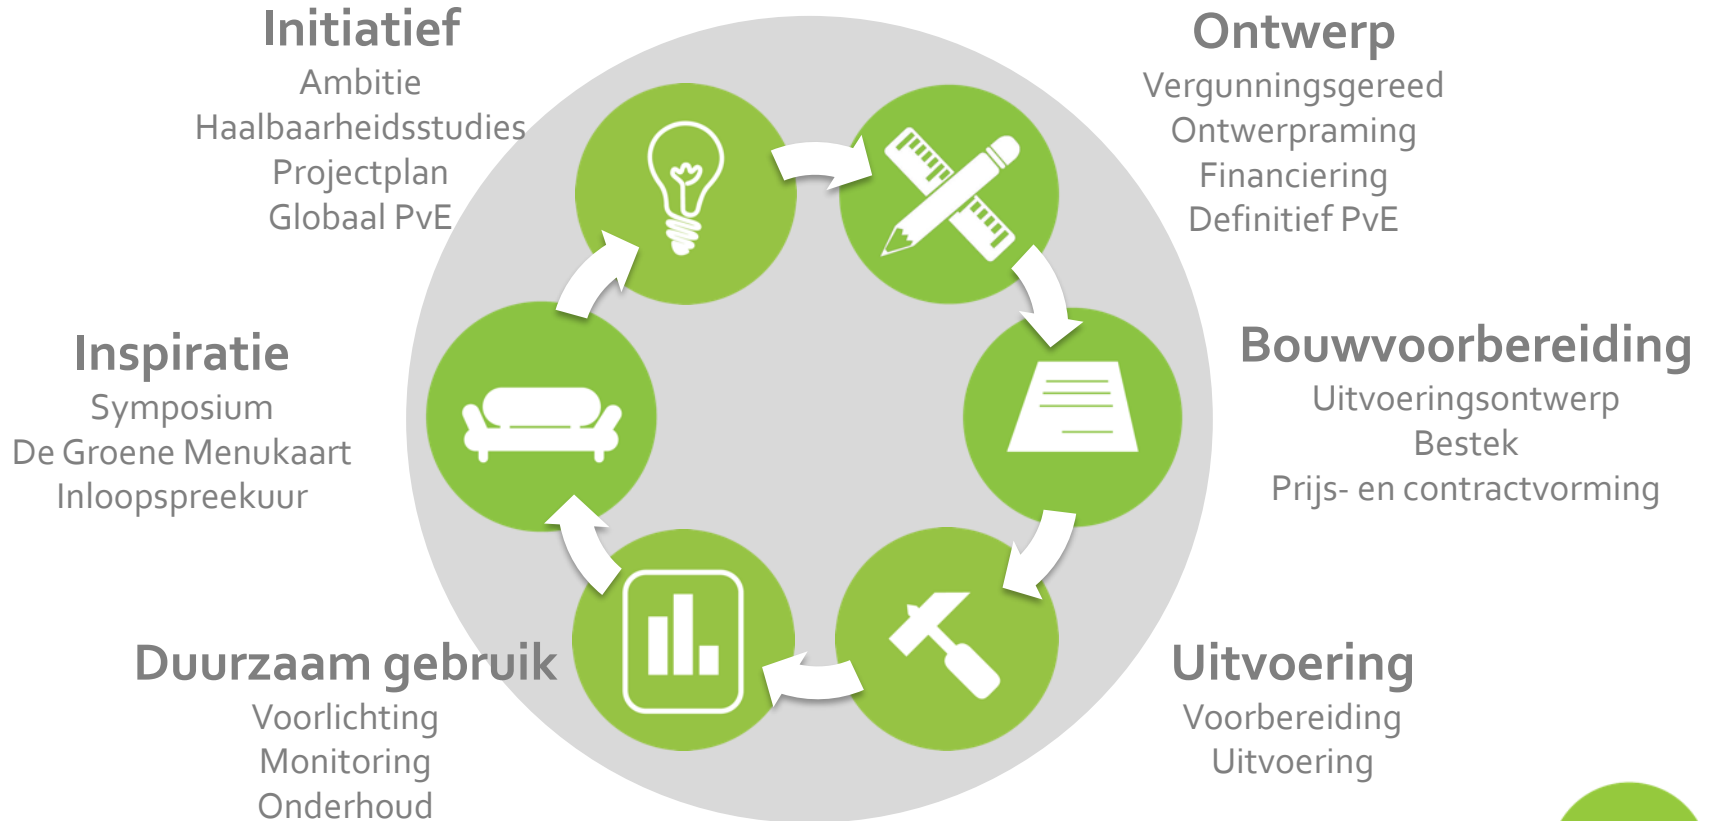 Initiatief
Ambitie
Haalbaarheidsstudies
Projectplan
Globaal PvE
Ontwerp
Vergunningsgereed
Ontwerpraming
Financiering
Definitief PvE
Inspiratie
Symposium
De Groene Menukaart
Inloopspreekuur
Bouwvoorbereiding
Uitvoeringsontwerp
Bestek
Prijs- en contractvorming
Duurzaam gebruik
Voorlichting
Monitoring
Onderhoud
Uitvoering
Voorbereiding
Uitvoering